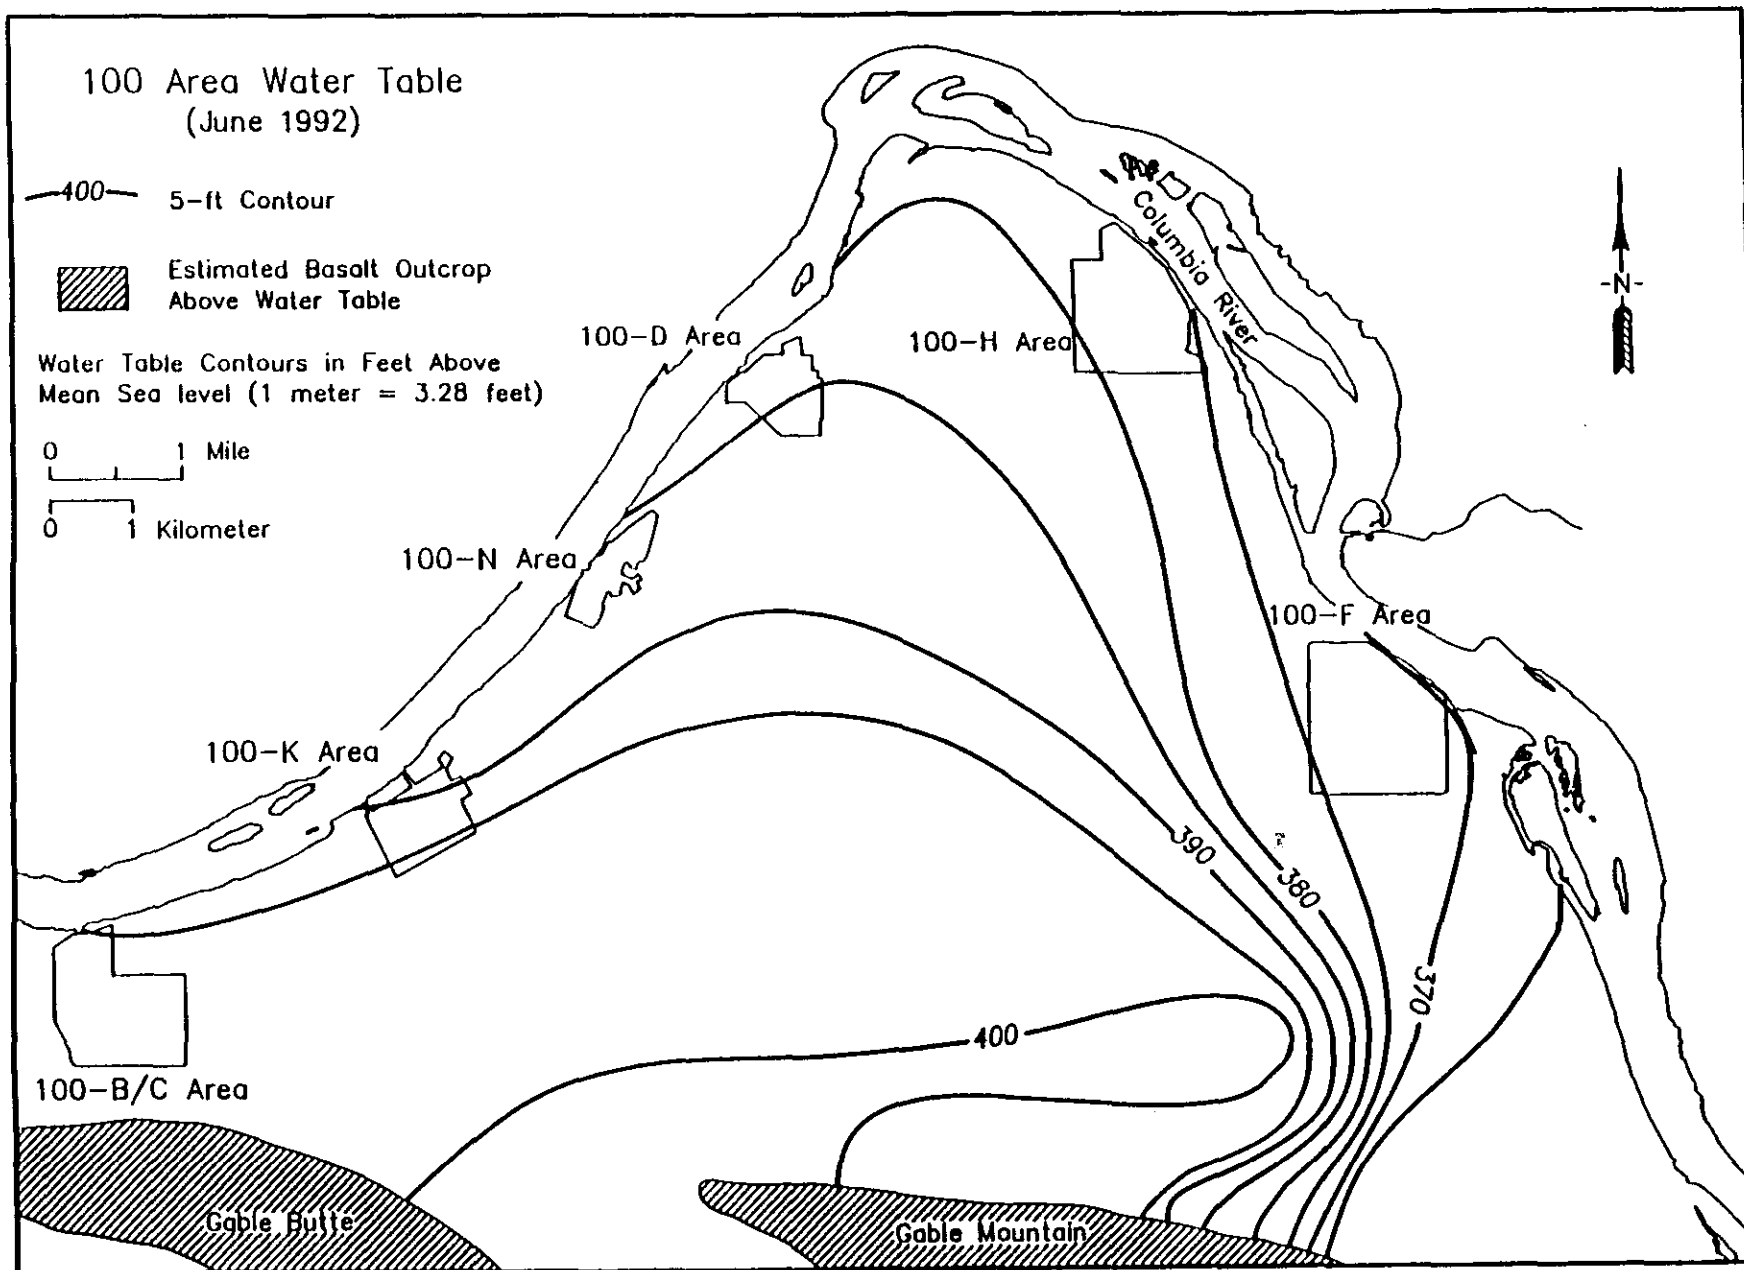 100 Area Water Table
(June 1992)
400
5-ft Contour
Estimated Basalt Outcrop
Above Water Table
Water Table Contours in Feet Above
Mean Sea level (1 meter = 3.28 feet)
0 1 Mile
0 1 Kilometer
Columbia River
-N-
100-D Area
100-H Area
100-N Area
100-F Area
100-K Area
390
380
370
400
100-B/C Area
Gable Butte
Gable Mountain